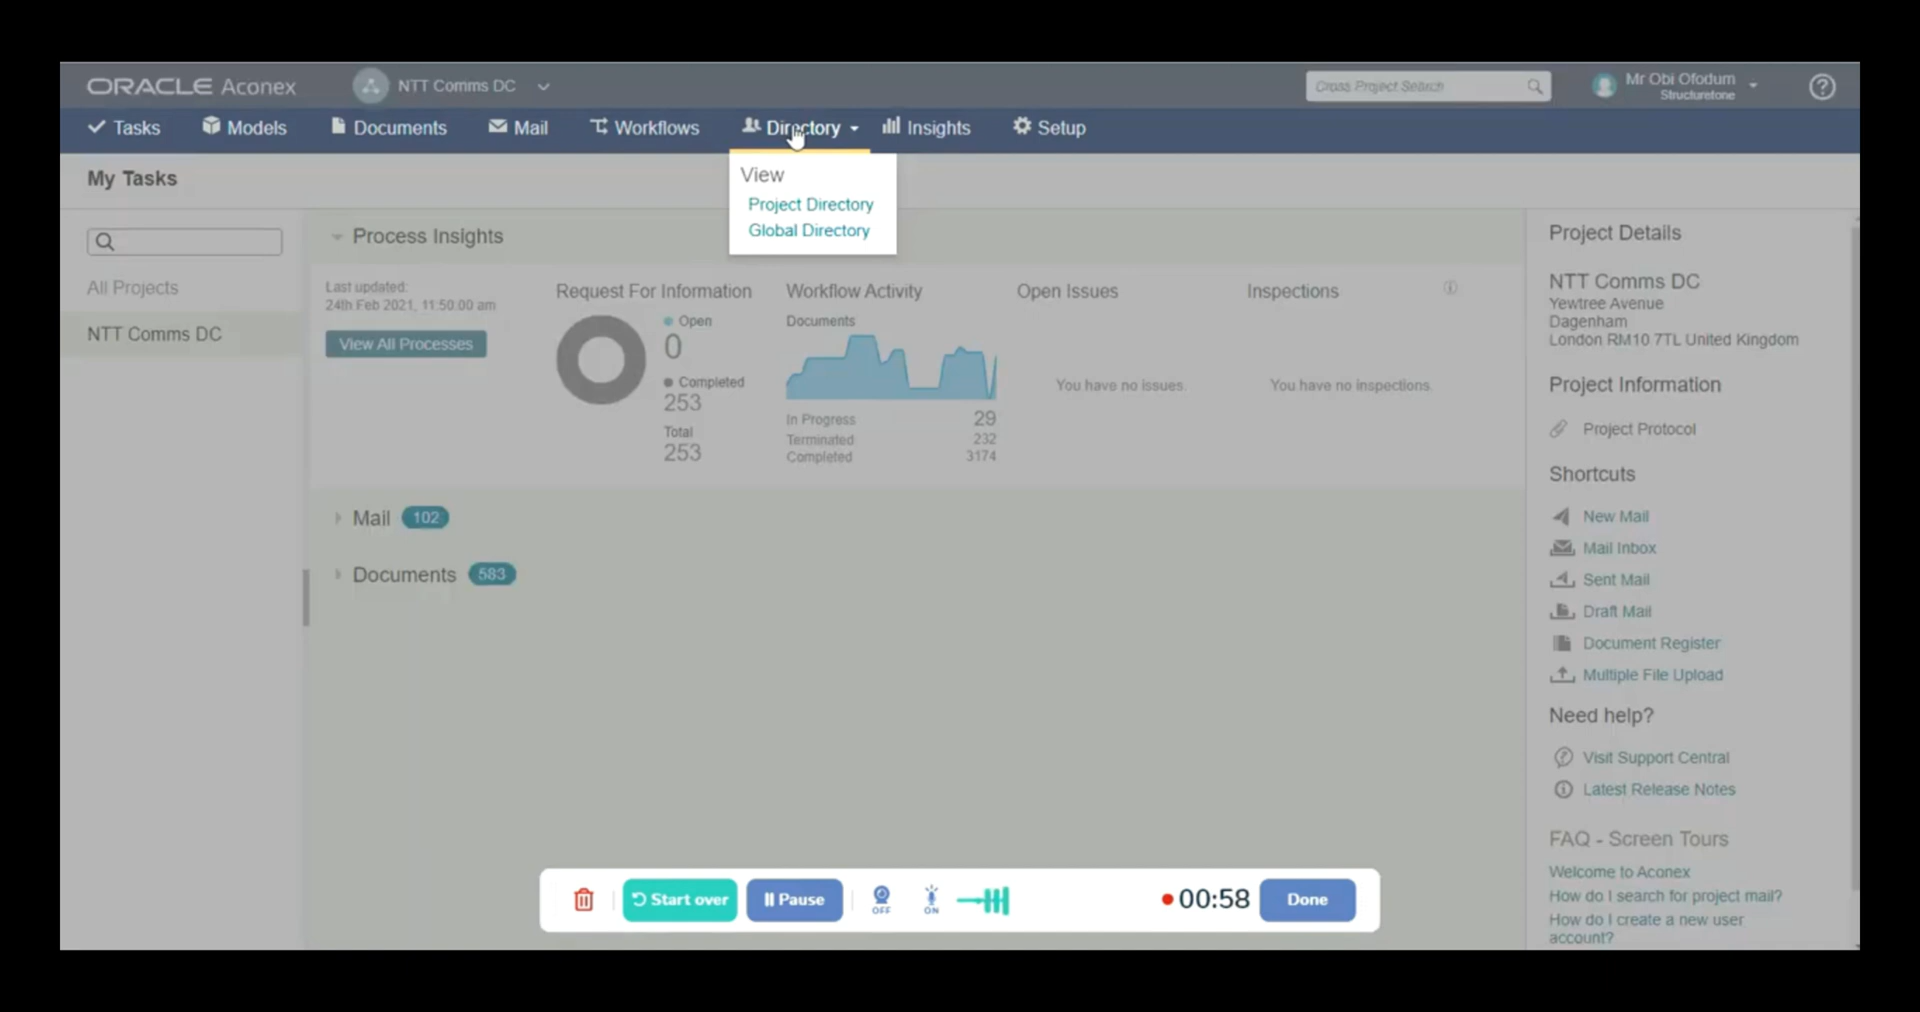 ORACLE Aconex
NTT Comms DC
Cross Project Search
Mr Obi Ofodum
Structuretone
Tasks
Models
Documents
Mail
Workflows
Directory
Insights
Setup
View
Project Directory
Global Directory
My Tasks
All Projects
NTT Comms DC
Process Insights
Last updated:
24th Feb 2021, 11:50:00 am
View All Processes
Request For Information
Open
0
Completed
253
Total
253
Workflow Activity
Documents
In Progress 29
Terminated 232
Completed 3174
Open Issues
You have no issues.
Inspections
You have no inspections.
Mail 102
Documents 583
Project Details
NTT Comms DC
Yewtree Avenue
Dagenham
London RM10 7TL United Kingdom
Project Information
Project Protocol
Shortcuts
New Mail
Mail Inbox
Sent Mail
Draft Mail
Document Register
Multiple File Upload
Need help?
Visit Support Central
Latest Release Notes
FAQ - Screen Tours
Welcome to Aconex
How do I search for project mail?
How do I create a new user
account?
Start over
Pause
OFF
ON
00:58
Done